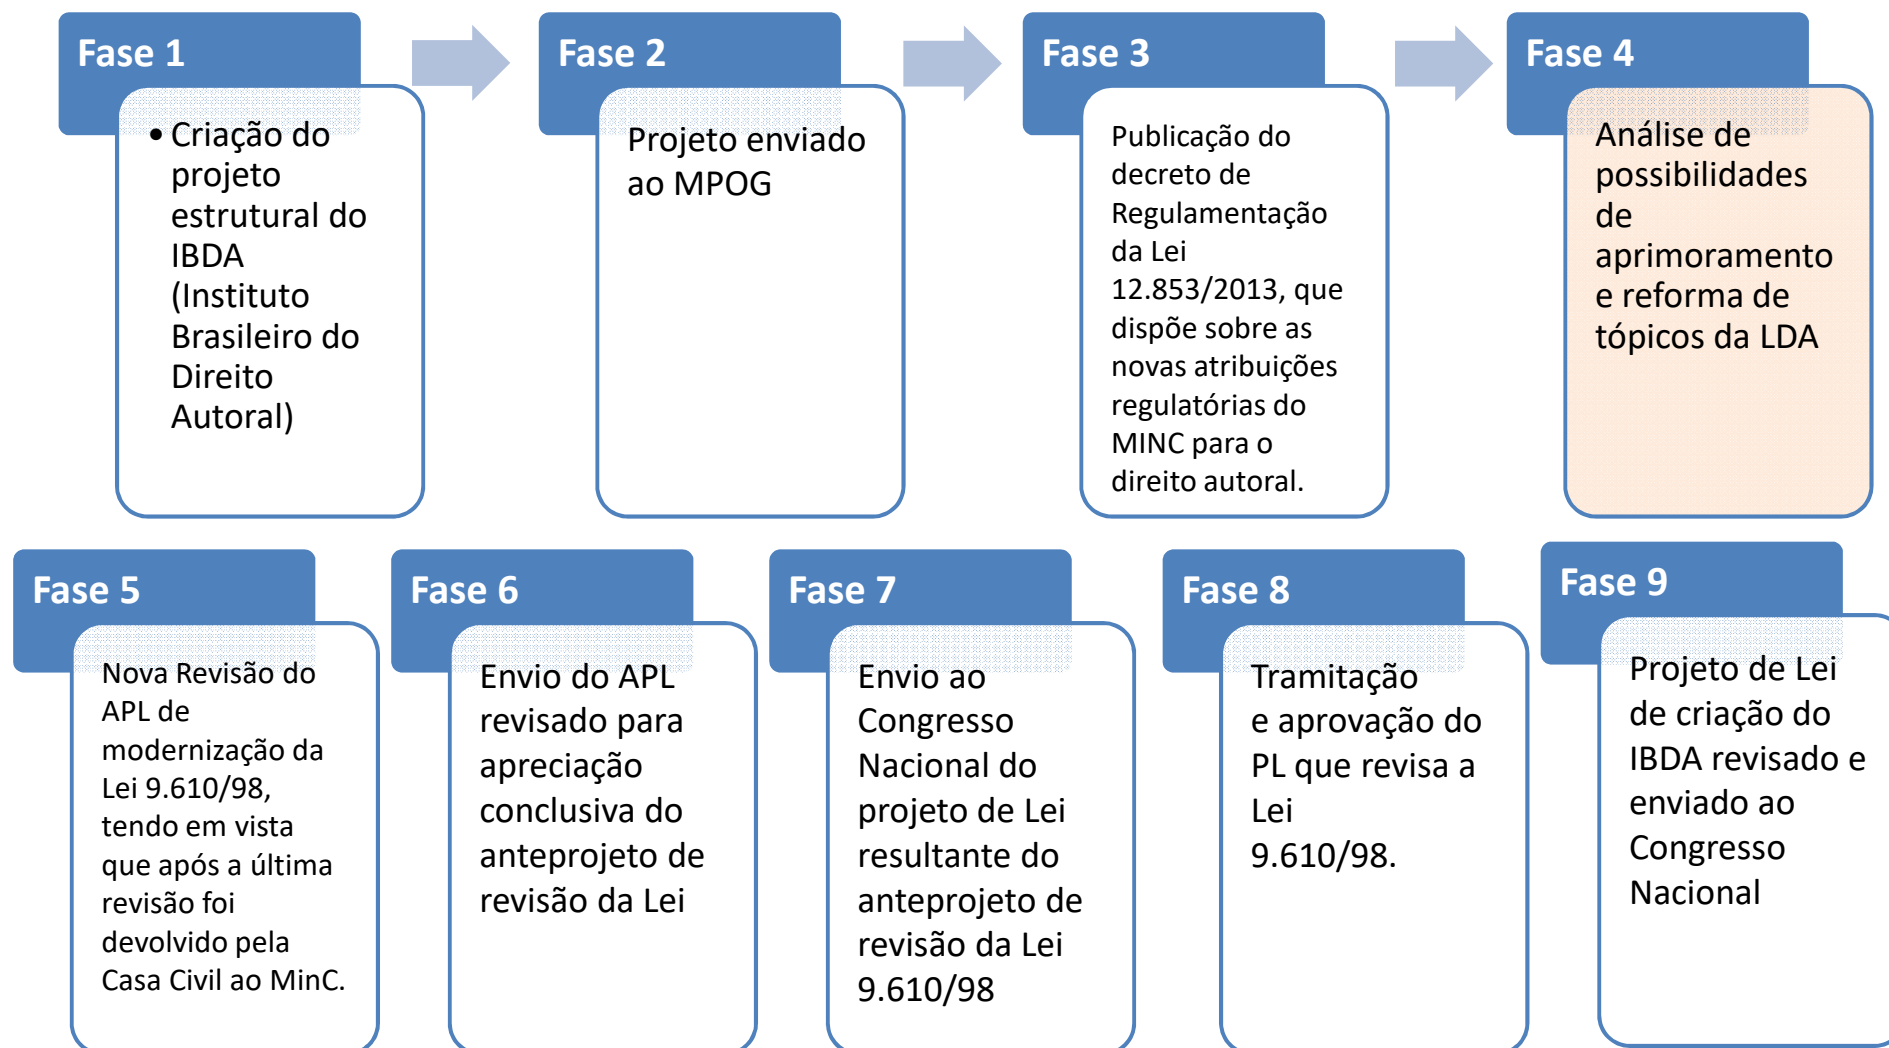 Fase 1
• Criação do
projeto
estrutural do
IBDA
(Instituto
Brasileiro do
Direito
Autoral)
Fase 2
Projeto enviado
ao MPOG
Fase 3
Publicação do
decreto de
Regulamentação
da Lei
12.853/2013, que
dispõe sobre as
novas atribuições
regulatórias do
MINC para o
direito autoral.
Fase 4
Análise de
possibilidades
de
aprimoramento
e reforma de
tópicos da LDA
Fase 5
Nova Revisão do
APL de
modernização da
Lei 9.610/98,
tendo em vista
que após a última
revisão foi
devolvido pela
Casa Civil ao MinC.
Fase 6
Envio do APL
revisado para
apreciação
conclusiva do
anteprojeto de
revisão da Lei
Fase 7
Envio ao
Congresso
Nacional do
projeto de Lei
resultante do
anteprojeto de
revisão da Lei
9.610/98
Fase 8
Tramitação
e aprovação do
PL que revisa a
Lei
9.610/98.
Fase 9
Projeto de Lei
de criação do
IBDA revisado e
enviado ao
Congresso
Nacional